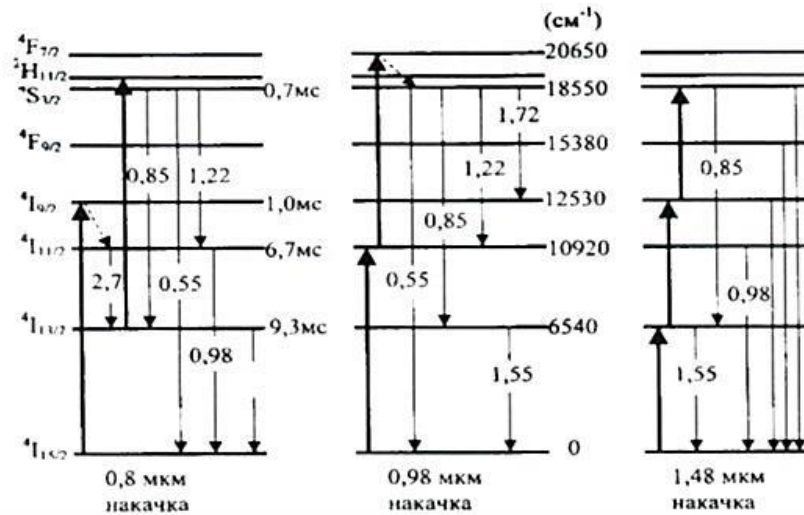 (см⁻¹)
⁴F₇/₂
20650
²H₁₁/₂
⁴S₃/₂
0,7мс
18550
1,72
⁴F₉/₂
15380
0,85
1,22
1,22
0,85
⁴I₉/₂
1,0мс
12530
0,85
⁴I₁₁/₂
6,7мс
10920
2,7
0,55
0,55
0,98
⁴I₁₃/₂
9,3мс
6540
0,98
1,55
1,55
⁴I₁₅/₂
0
0,8 мкм
0,98 мкм
1,48 мкм
накачка
накачка
накачка